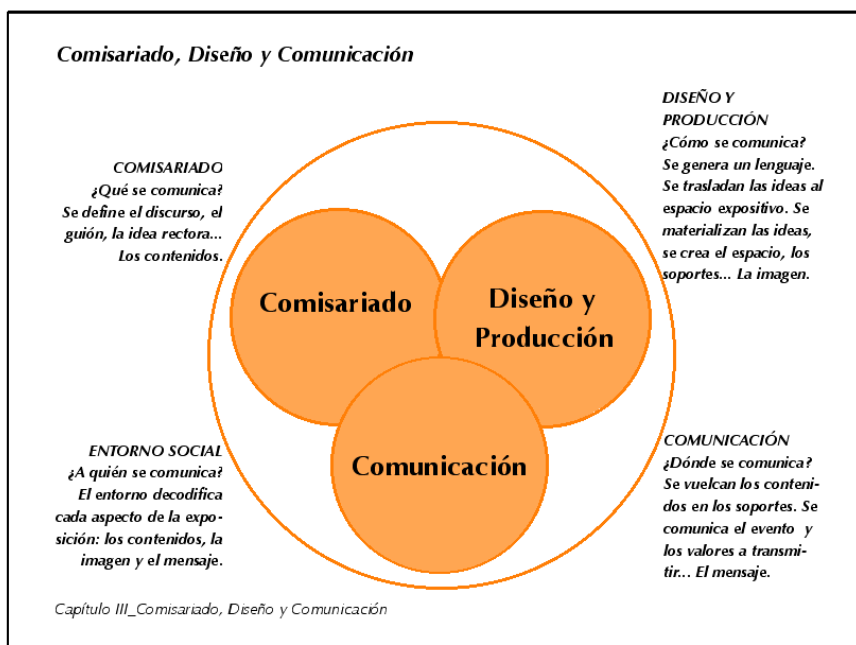 Comisariado, Diseño y Comunicación
DISEÑO Y
PRODUCCIÓN
¿Cómo se comunica?
Se genera un lenguaje.
Se trasladan las ideas al
espacio expositivo. Se
materializan las ideas,
se crea el espacio, los
soportes... La imagen.
COMISARIADO
¿Qué se comunica?
Se define el discurso, el
guión, la idea rectora...
Los contenidos.
Comisariado
Diseño y
Producción
Comunicación
ENTORNO SOCIAL
¿A quién se comunica?
El entorno decodifica
cada aspecto de la expo-
sición: los contenidos, la
imagen y el mensaje.
COMUNICACIÓN
¿Dónde se comunica?
Se vuelcan los conteni-
dos en los soportes. Se
comunica el evento y
los valores a transmi-
tir... El mensaje.
Capítulo III_Comisariado, Diseño y Comunicación